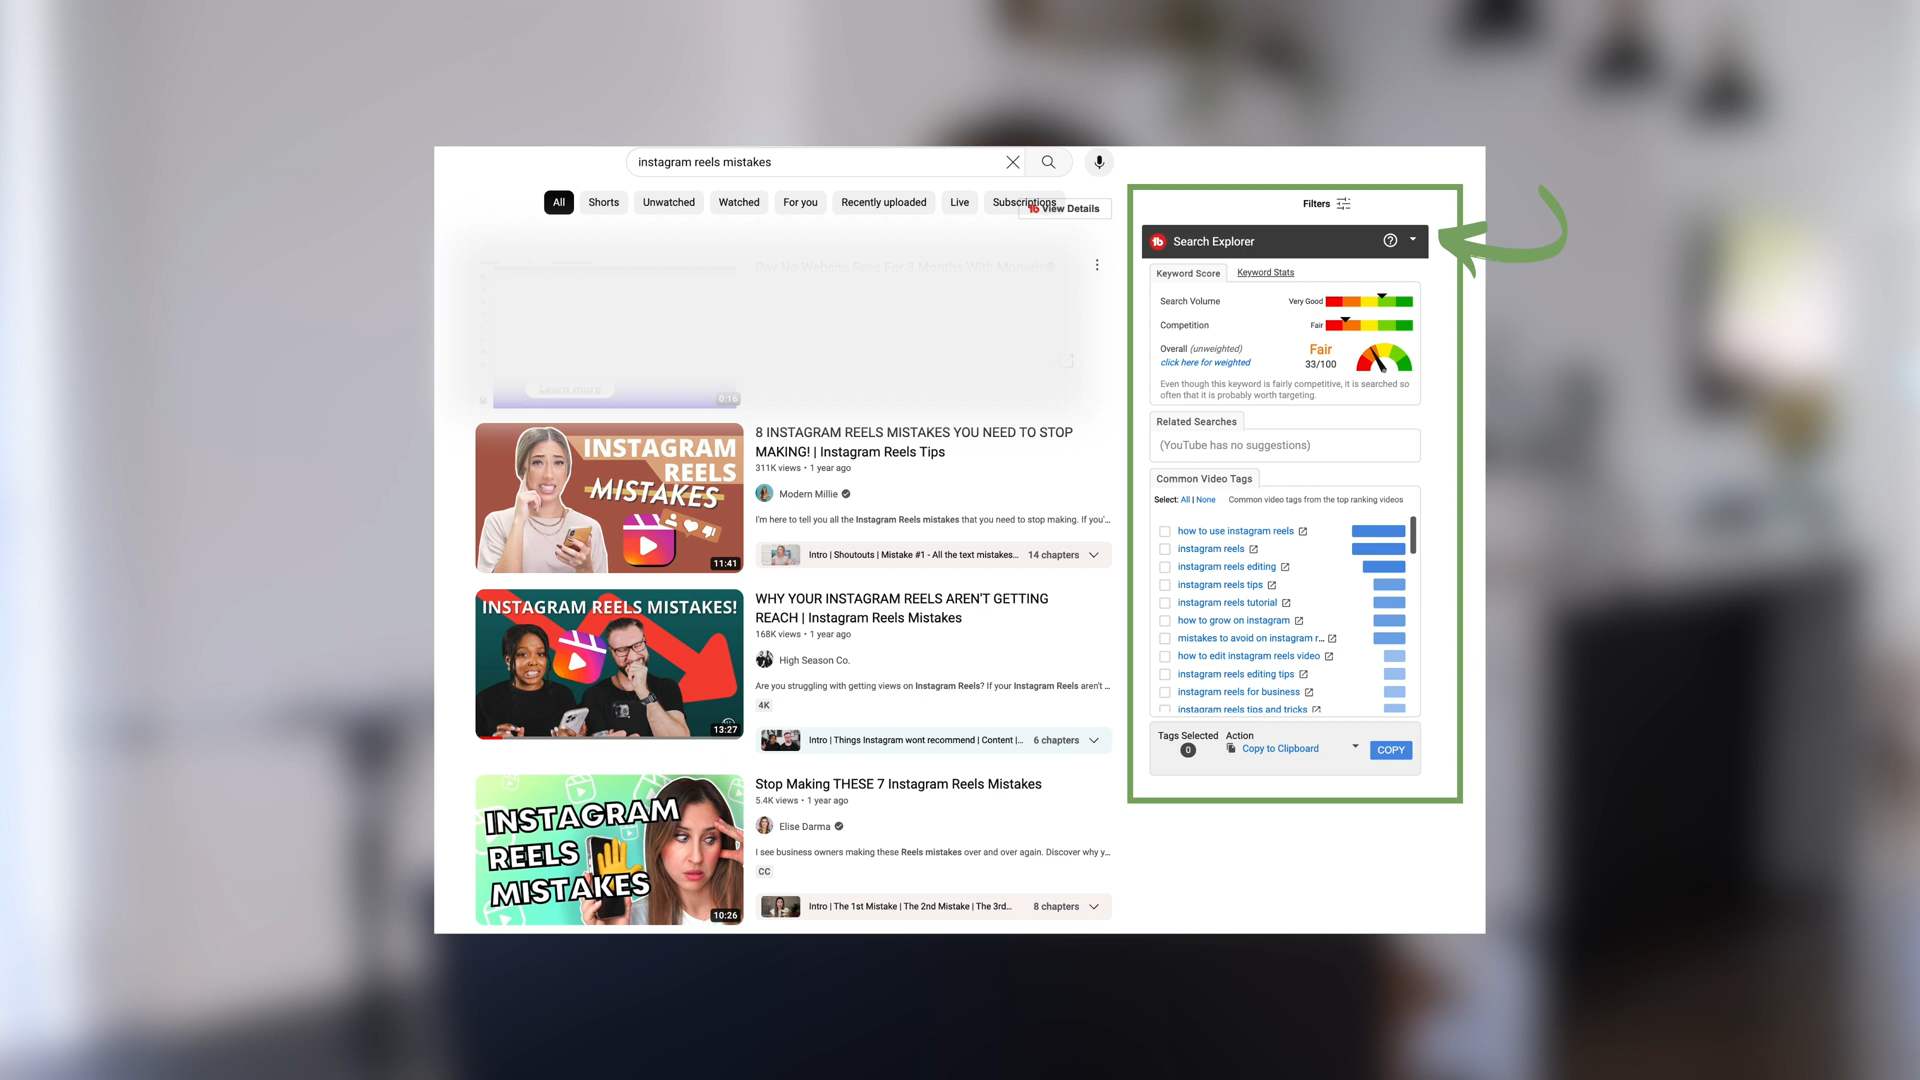 instagram reels mistakes
All
Shorts
Unwatched
Watched
For you
Recently uploaded
Live
Subscriptions
View Details
Pay No Website Fees For 3 Months With Moneris®
Learn more
0:16
INSTAGRAM
REELS
MISTAKES
11:41
8 INSTAGRAM REELS MISTAKES YOU NEED TO STOP
MAKING! | Instagram Reels Tips
311K views • 1 year ago
Modern Millie
I'm here to tell you all the Instagram Reels mistakes that you need to stop making. If you'...
Intro | Shoutouts | Mistake #1 - All the text mistakes...
14 chapters
INSTAGRAM REELS MISTAKES!
13:27
WHY YOUR INSTAGRAM REELS AREN'T GETTING
REACH | Instagram Reels Mistakes
168K views • 1 year ago
High Season Co.
Are you struggling with getting views on Instagram Reels? If your Instagram Reels aren't ...
4K
Intro | Things Instagram wont recommend | Content |...
6 chapters
INSTAGRAM
REELS
MISTAKES
10:26
Stop Making THESE 7 Instagram Reels Mistakes
5.4K views • 1 year ago
Elise Darma
I see business owners making these Reels mistakes over and over again. Discover why y...
CC
Intro | The 1st Mistake | The 2nd Mistake | The 3rd...
8 chapters
Filters
tb Search Explorer
Keyword Score
Keyword Stats
Search Volume
Very Good
Competition
Fair
Overall (unweighted)
click here for weighted
Fair
33/100
Even though this keyword is fairly competitive, it is searched so
often that it is probably worth targeting.
Related Searches
(YouTube has no suggestions)
Common Video Tags
Select: All | None
Common video tags from the top ranking videos
how to use instagram reels
instagram reels
instagram reels editing
instagram reels tips
instagram reels tutorial
how to grow on instagram
mistakes to avoid on instagram r...
how to edit instagram reels video
instagram reels editing tips
instagram reels for business
instagram reels tips and tricks
Tags Selected
0
Action
Copy to Clipboard
COPY